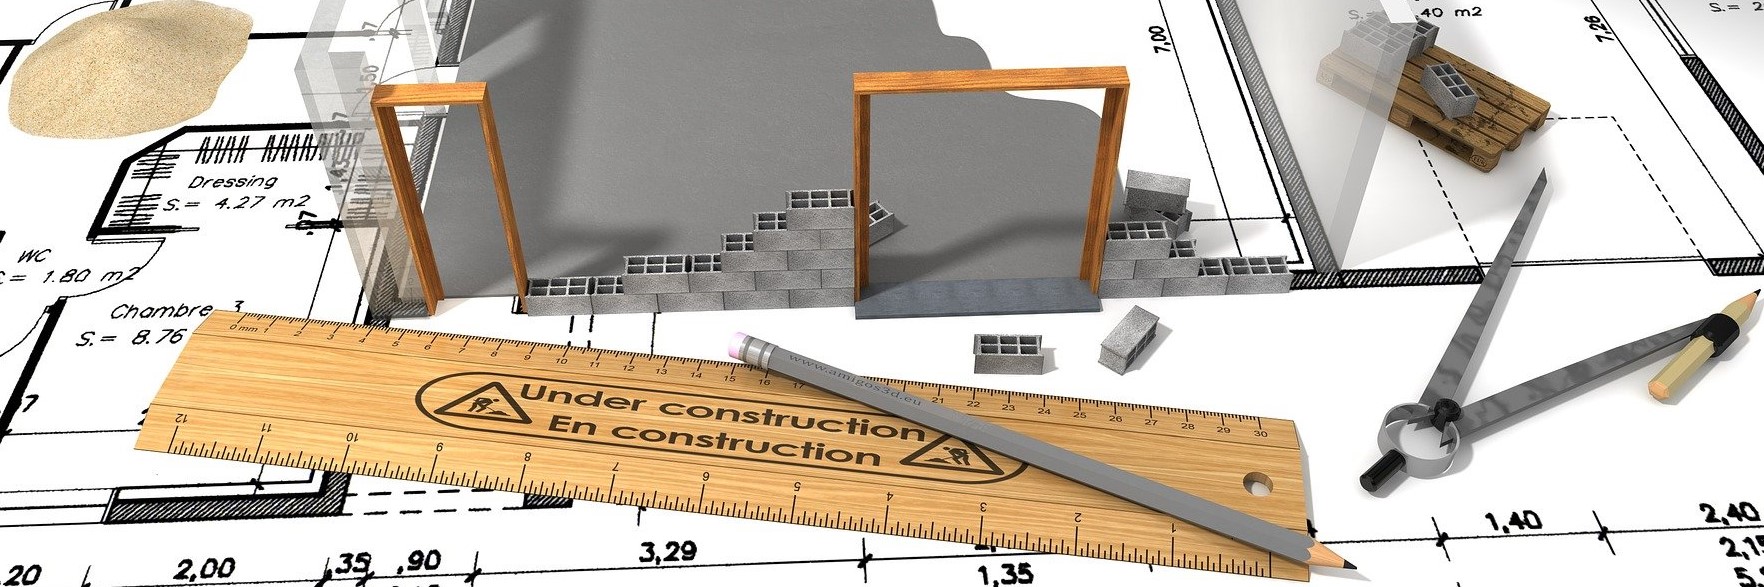 7,00
7,26
S.=
.40 m2
S.= 2
.50
Dressing
S.= 4.27 m2
WC
= 1.80 m2
Chambre 3
S.= 8.76
0 mm 1 2 3 4 5 6 7 8 9 10 11 12 13 14 15 16 17 21 22 23 24 25 26 27 28 29 30
www.amigos3d.eu
Under construction
En construction
12 11 10 9 8 7 6 5 4 3 2 1
.20
2,00
.35
.90
3,29
1,35
1,40
2,40
2,15
5,